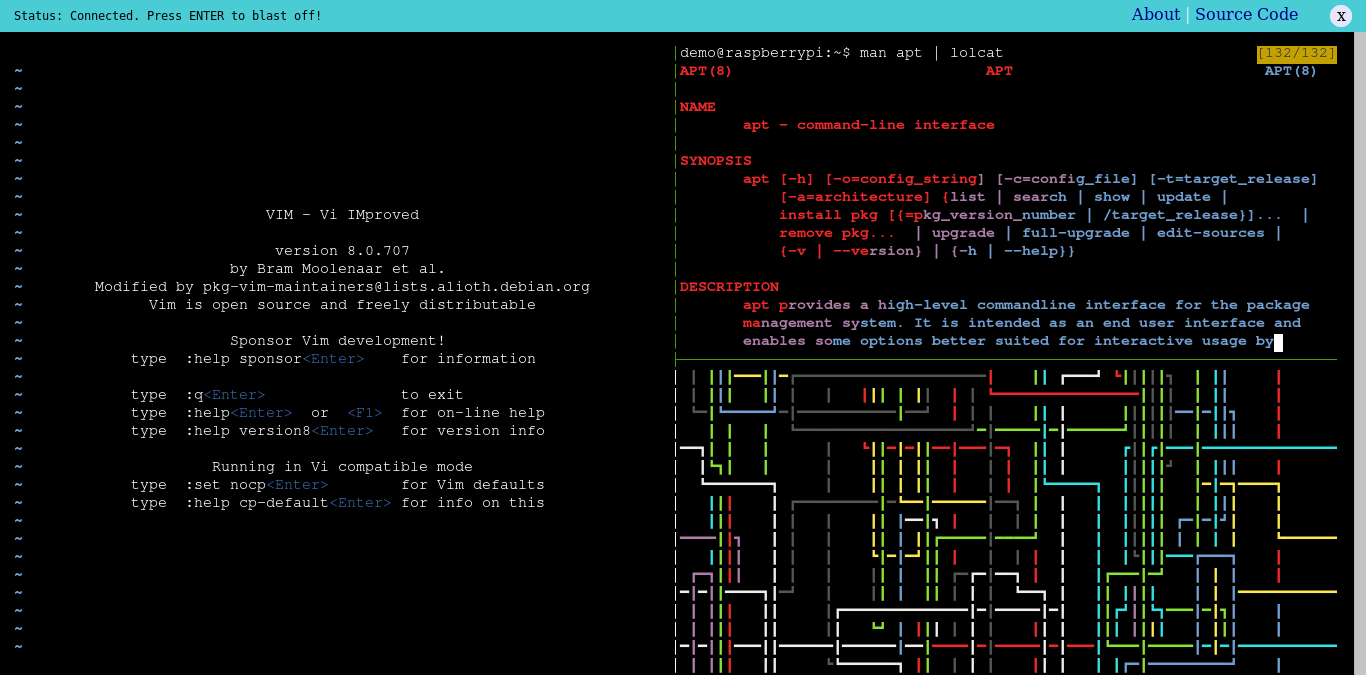 Status: Connected. Press ENTER to blast off!
About | Source Code
x
~
~
~
~
~
~
~
~
~ VIM - Vi IMproved
~
~ version 8.0.707
~ by Bram Moolenaar et al.
~ Modified by pkg-vim-maintainers@lists.alioth.debian.org
~ Vim is open source and freely distributable
~
~ Sponsor Vim development!
~ type :help sponsor<Enter> for information
~
~ type :q<Enter> to exit
~ type :help<Enter> or <F1> for on-line help
~ type :help version8<Enter> for version info
~
~ Running in Vi compatible mode
~ type :set nocp<Enter> for Vim defaults
~ type :help cp-default<Enter> for info on this
~
~
~
~
~
~
~
~
demo@raspberrypi:~$ man apt | lolcat [132/132]
APT(8) APT APT(8)
NAME
apt - command-line interface
SYNOPSIS
apt [-h] [-o=config_string] [-c=config_file] [-t=target_release]
[-a=architecture] {list | search | show | update |
install pkg [{=pkg_version_number | /target_release}]... |
remove pkg... | upgrade | full-upgrade | edit-sources |
{-v | --version} | {-h | --help}}
DESCRIPTION
apt provides a high-level commandline interface for the package
management system. It is intended as an end user interface and
enables some options better suited for interactive usage by